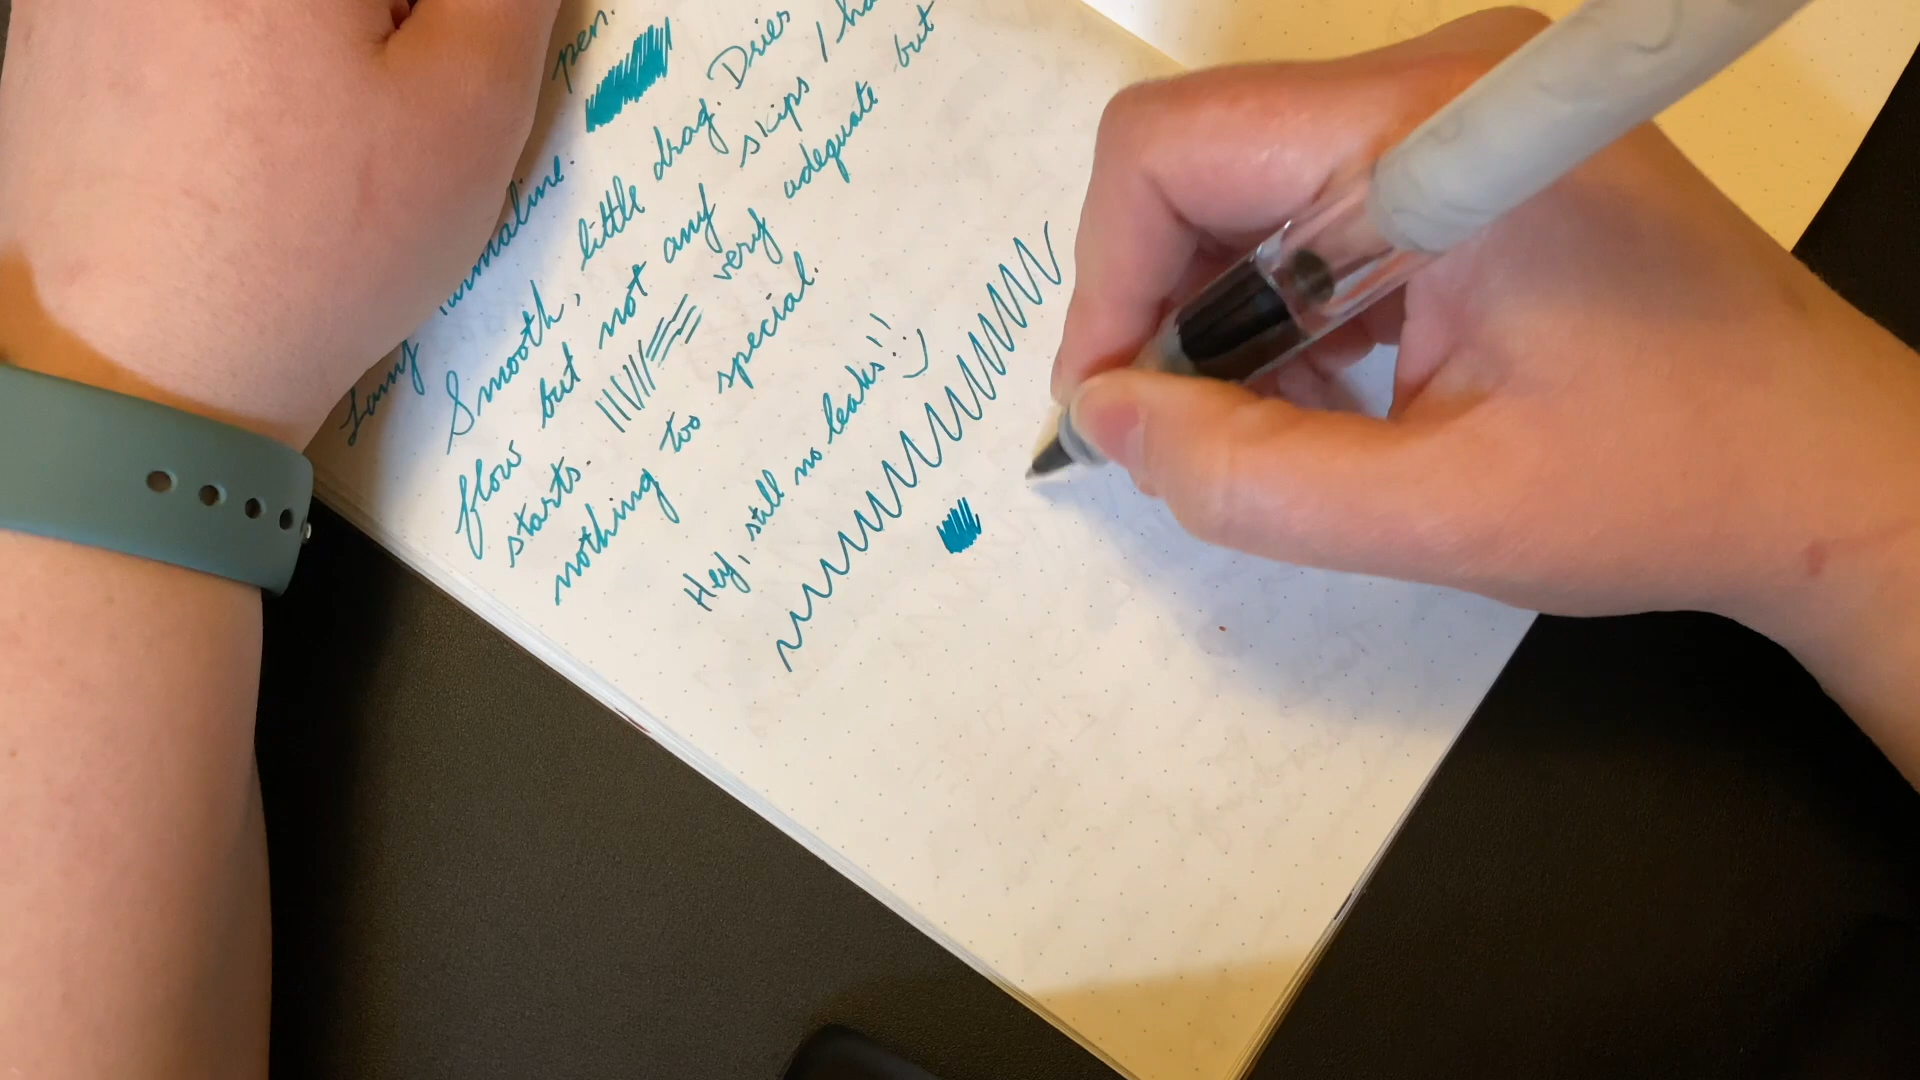 pen.
Lamy
Smooth, little drag. Dries
flow but not any skips / ha
starts. very adequate but
nothing too special.
Hey, still no leaks!